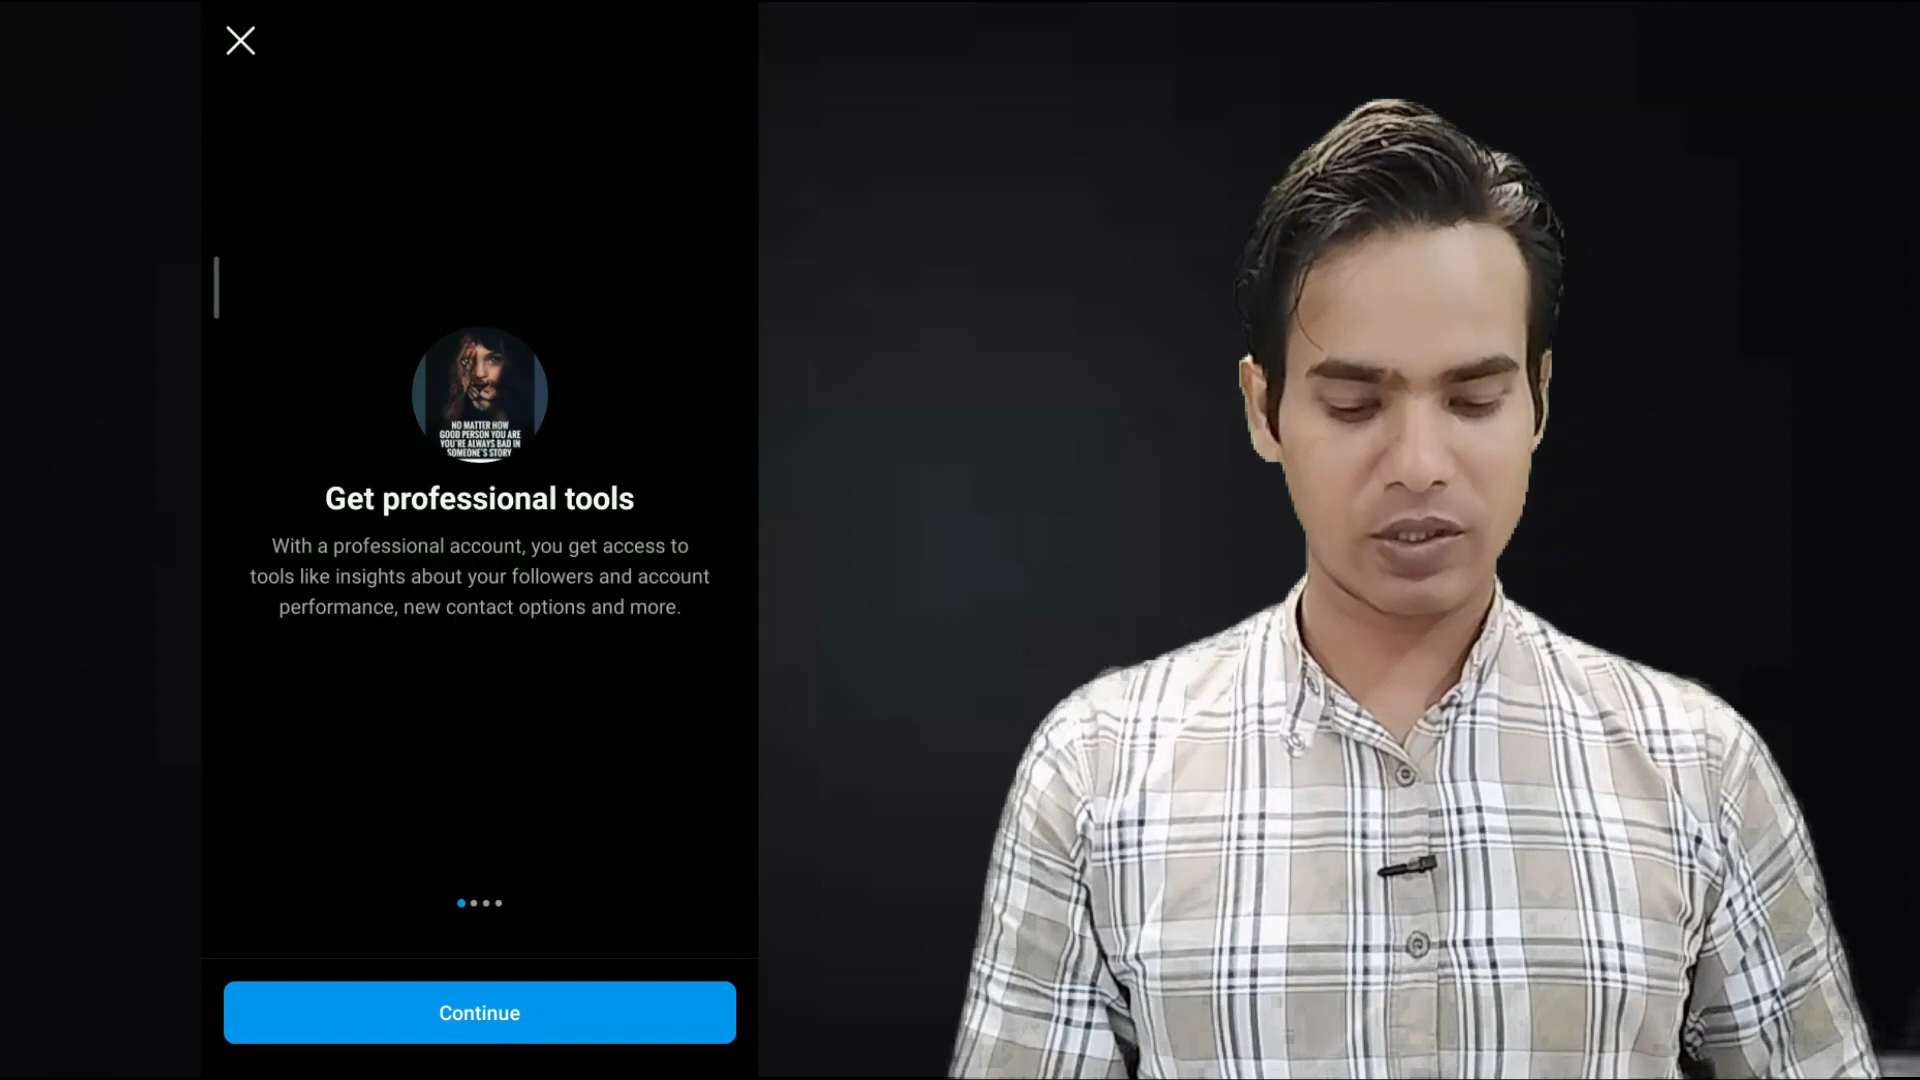 NO MATTER HOW
GOOD PERSON YOU ARE
YOU'RE ALWAYS BAD IN
SOMEONE'S STORY
Get professional tools
With a professional account, you get access to
tools like insights about your followers and account
performance, new contact options and more.
Continue